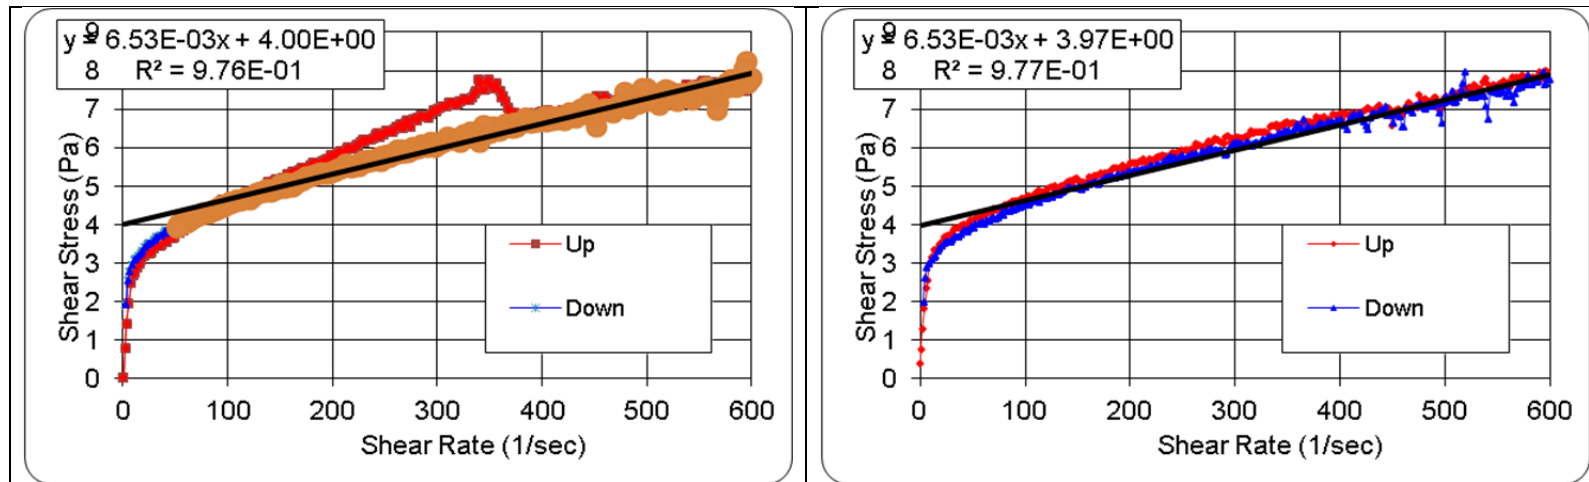 9
y = 6.53E-03x + 4.00E+00
R² = 9.76E-01
8
7
6
5
4
3
2
1
0
Shear Stress (Pa)
Up
Down
0 100 200 300 400 500 600
Shear Rate (1/sec)
9
y = 6.53E-03x + 3.97E+00
R² = 9.77E-01
8
7
6
5
4
3
2
1
0
Shear Stress (Pa)
Up
Down
0 100 200 300 400 500 600
Shear Rate (1/sec)